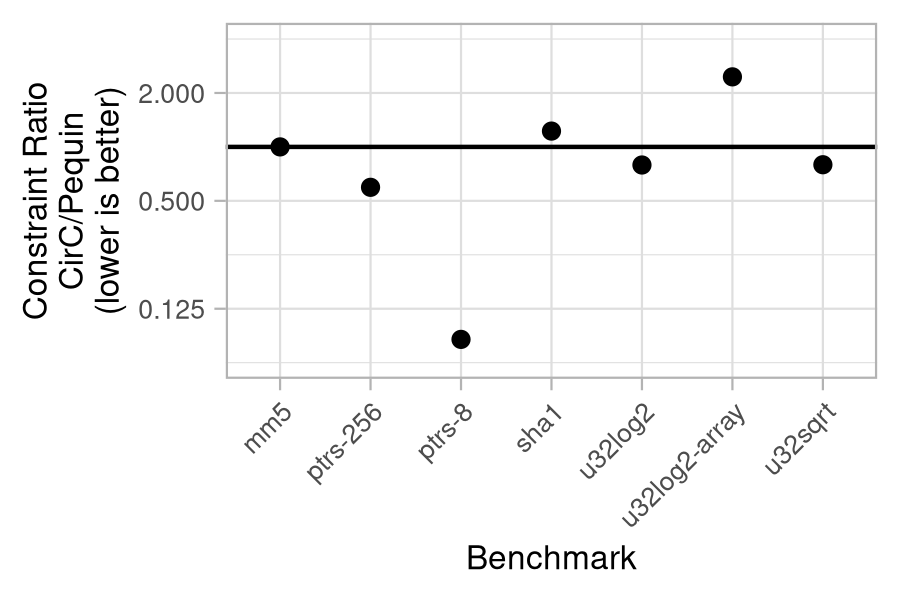 Constraint Ratio
CirC/Pequin
(lower is better)
2.000
0.500
0.125
mm5
ptrs-256
ptrs-8
sha1
u32log2
u32log2-array
u32sqrt
Benchmark